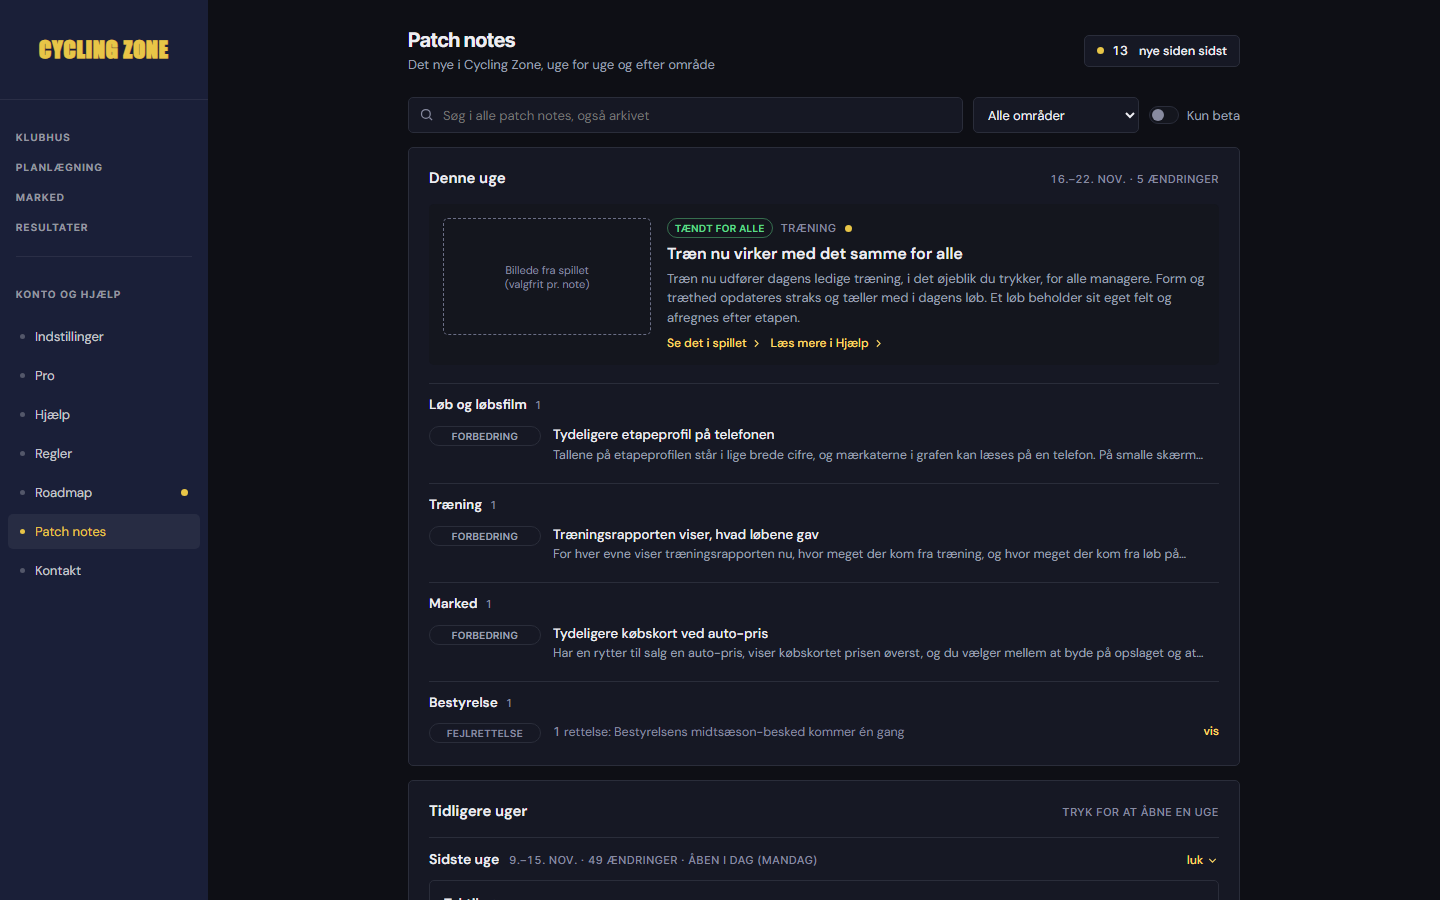 CYCLING ZONE
KLUBHUS
PLANLÆGNING
MARKED
RESULTATER
KONTO OG HJÆLP
Indstillinger
Pro
Hjælp
Regler
Roadmap
Patch notes
Kontakt
Patch notes
Det nye i Cycling Zone, uge for uge og efter område
13 nye siden sidst
Søg i alle patch notes, også arkivet
Alle områder
Kun beta
Denne uge
16.–22. NOV. · 5 ÆNDRINGER
Billede fra spillet
(valgfrit pr. note)
TÆNDT FOR ALLE TRÆNING
Træn nu virker med det samme for alle
Træn nu udfører dagens ledige træning, i det øjeblik du trykker, for alle managere. Form og
træthed opdateres straks og tæller med i dagens løb. Et løb beholder sit eget felt og
afregnes efter etapen.
Se det i spillet › Læs mere i Hjælp ›
Løb og løbsfilm 1
FORBEDRING
Tydeligere etapeprofil på telefonen
Tallene på etapeprofilen står i lige brede cifre, og mærkaterne i grafen kan læses på en telefon. På smalle skærm…
Træning 1
FORBEDRING
Træningsrapporten viser, hvad løbene gav
For hver evne viser træningsrapporten nu, hvor meget der kom fra træning, og hvor meget der kom fra løb på…
Marked 1
FORBEDRING
Tydeligere købskort ved auto-pris
Har en rytter til salg en auto-pris, viser købskortet prisen øverst, og du vælger mellem at byde på opslaget og at…
Bestyrelse 1
FEJLRETTELSE
1 rettelse: Bestyrelsens midtsæson-besked kommer én gang
vis
Tidligere uger
TRYK FOR AT ÅBNE EN UGE
Sidste uge 9.–15. NOV. · 49 ÆNDRINGER · ÅBEN I DAG (MANDAG)
luk